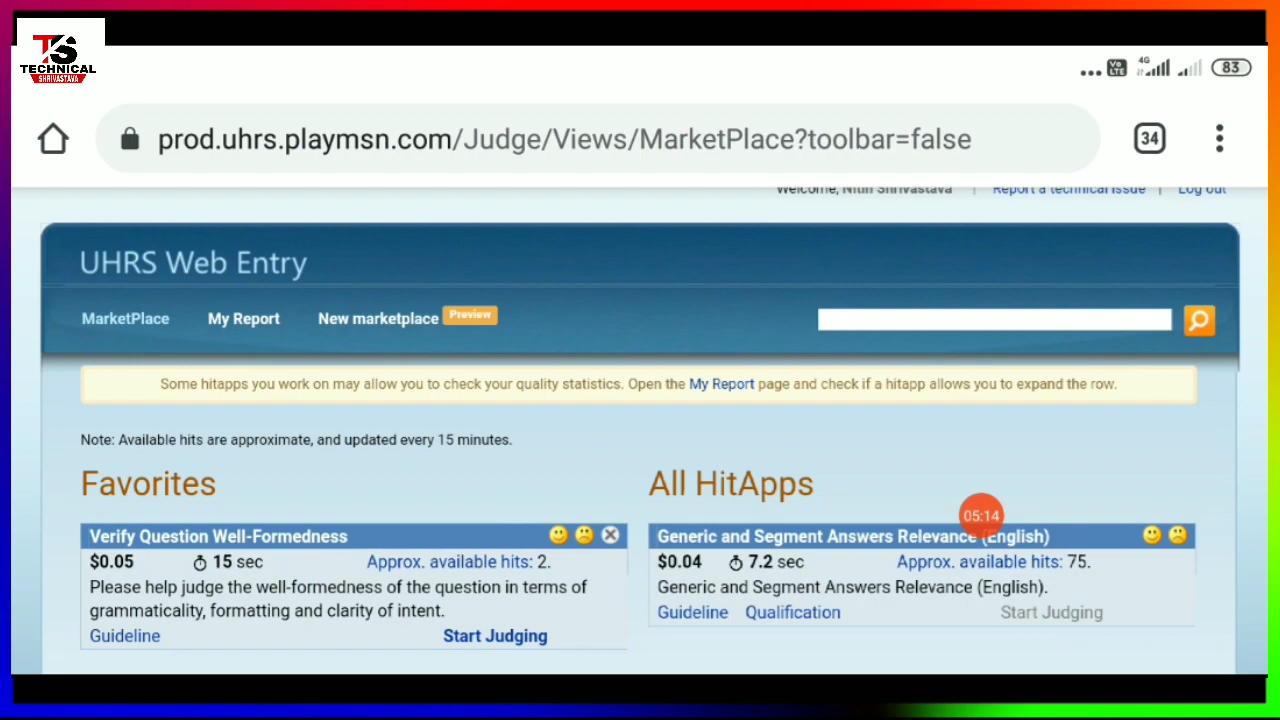 TS
TECHNICAL
SHRIVASTAVA
Vo LTE 4G 83
prod.uhrs.playmsn.com/Judge/Views/MarketPlace?toolbar=false 34
Welcome, Nitin Shrivastava | Report a technical issue | Log out
UHRS Web Entry
MarketPlace My Report New marketplace Preview
Some hitapps you work on may allow you to check your quality statistics. Open the My Report page and check if a hitapp allows you to expand the row.
Note: Available hits are approximate, and updated every 15 minutes.
Favorites
Verify Question Well-Formedness
$0.05 15 sec Approx. available hits: 2.
Please help judge the well-formedness of the question in terms of
grammaticality, formatting and clarity of intent.
Guideline Start Judging
All HitApps
05:14
Generic and Segment Answers Relevance (English)
$0.04 7.2 sec Approx. available hits: 75.
Generic and Segment Answers Relevance (English).
Guideline Qualification Start Judging